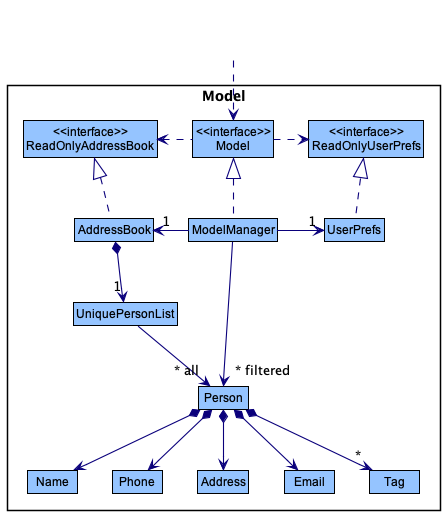 Model
<<interface>>
ReadOnlyAddressBook
<<interface>>
Model
<<interface>>
ReadOnlyUserPrefs
1
1
AddressBook
ModelManager
UserPrefs
1
UniquePersonList
* all
* filtered
Person
*
Name
Phone
Address
Email
Tag